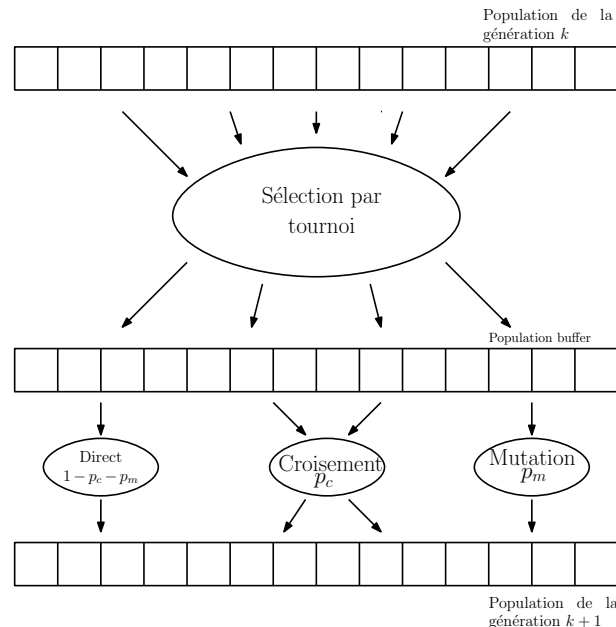 Population de la
génération k
Sélection par
tournoi
Population buffer
Direct
1 − p_c − p_m
Croisement
p_c
Mutation
p_m
Population de la
génération k + 1